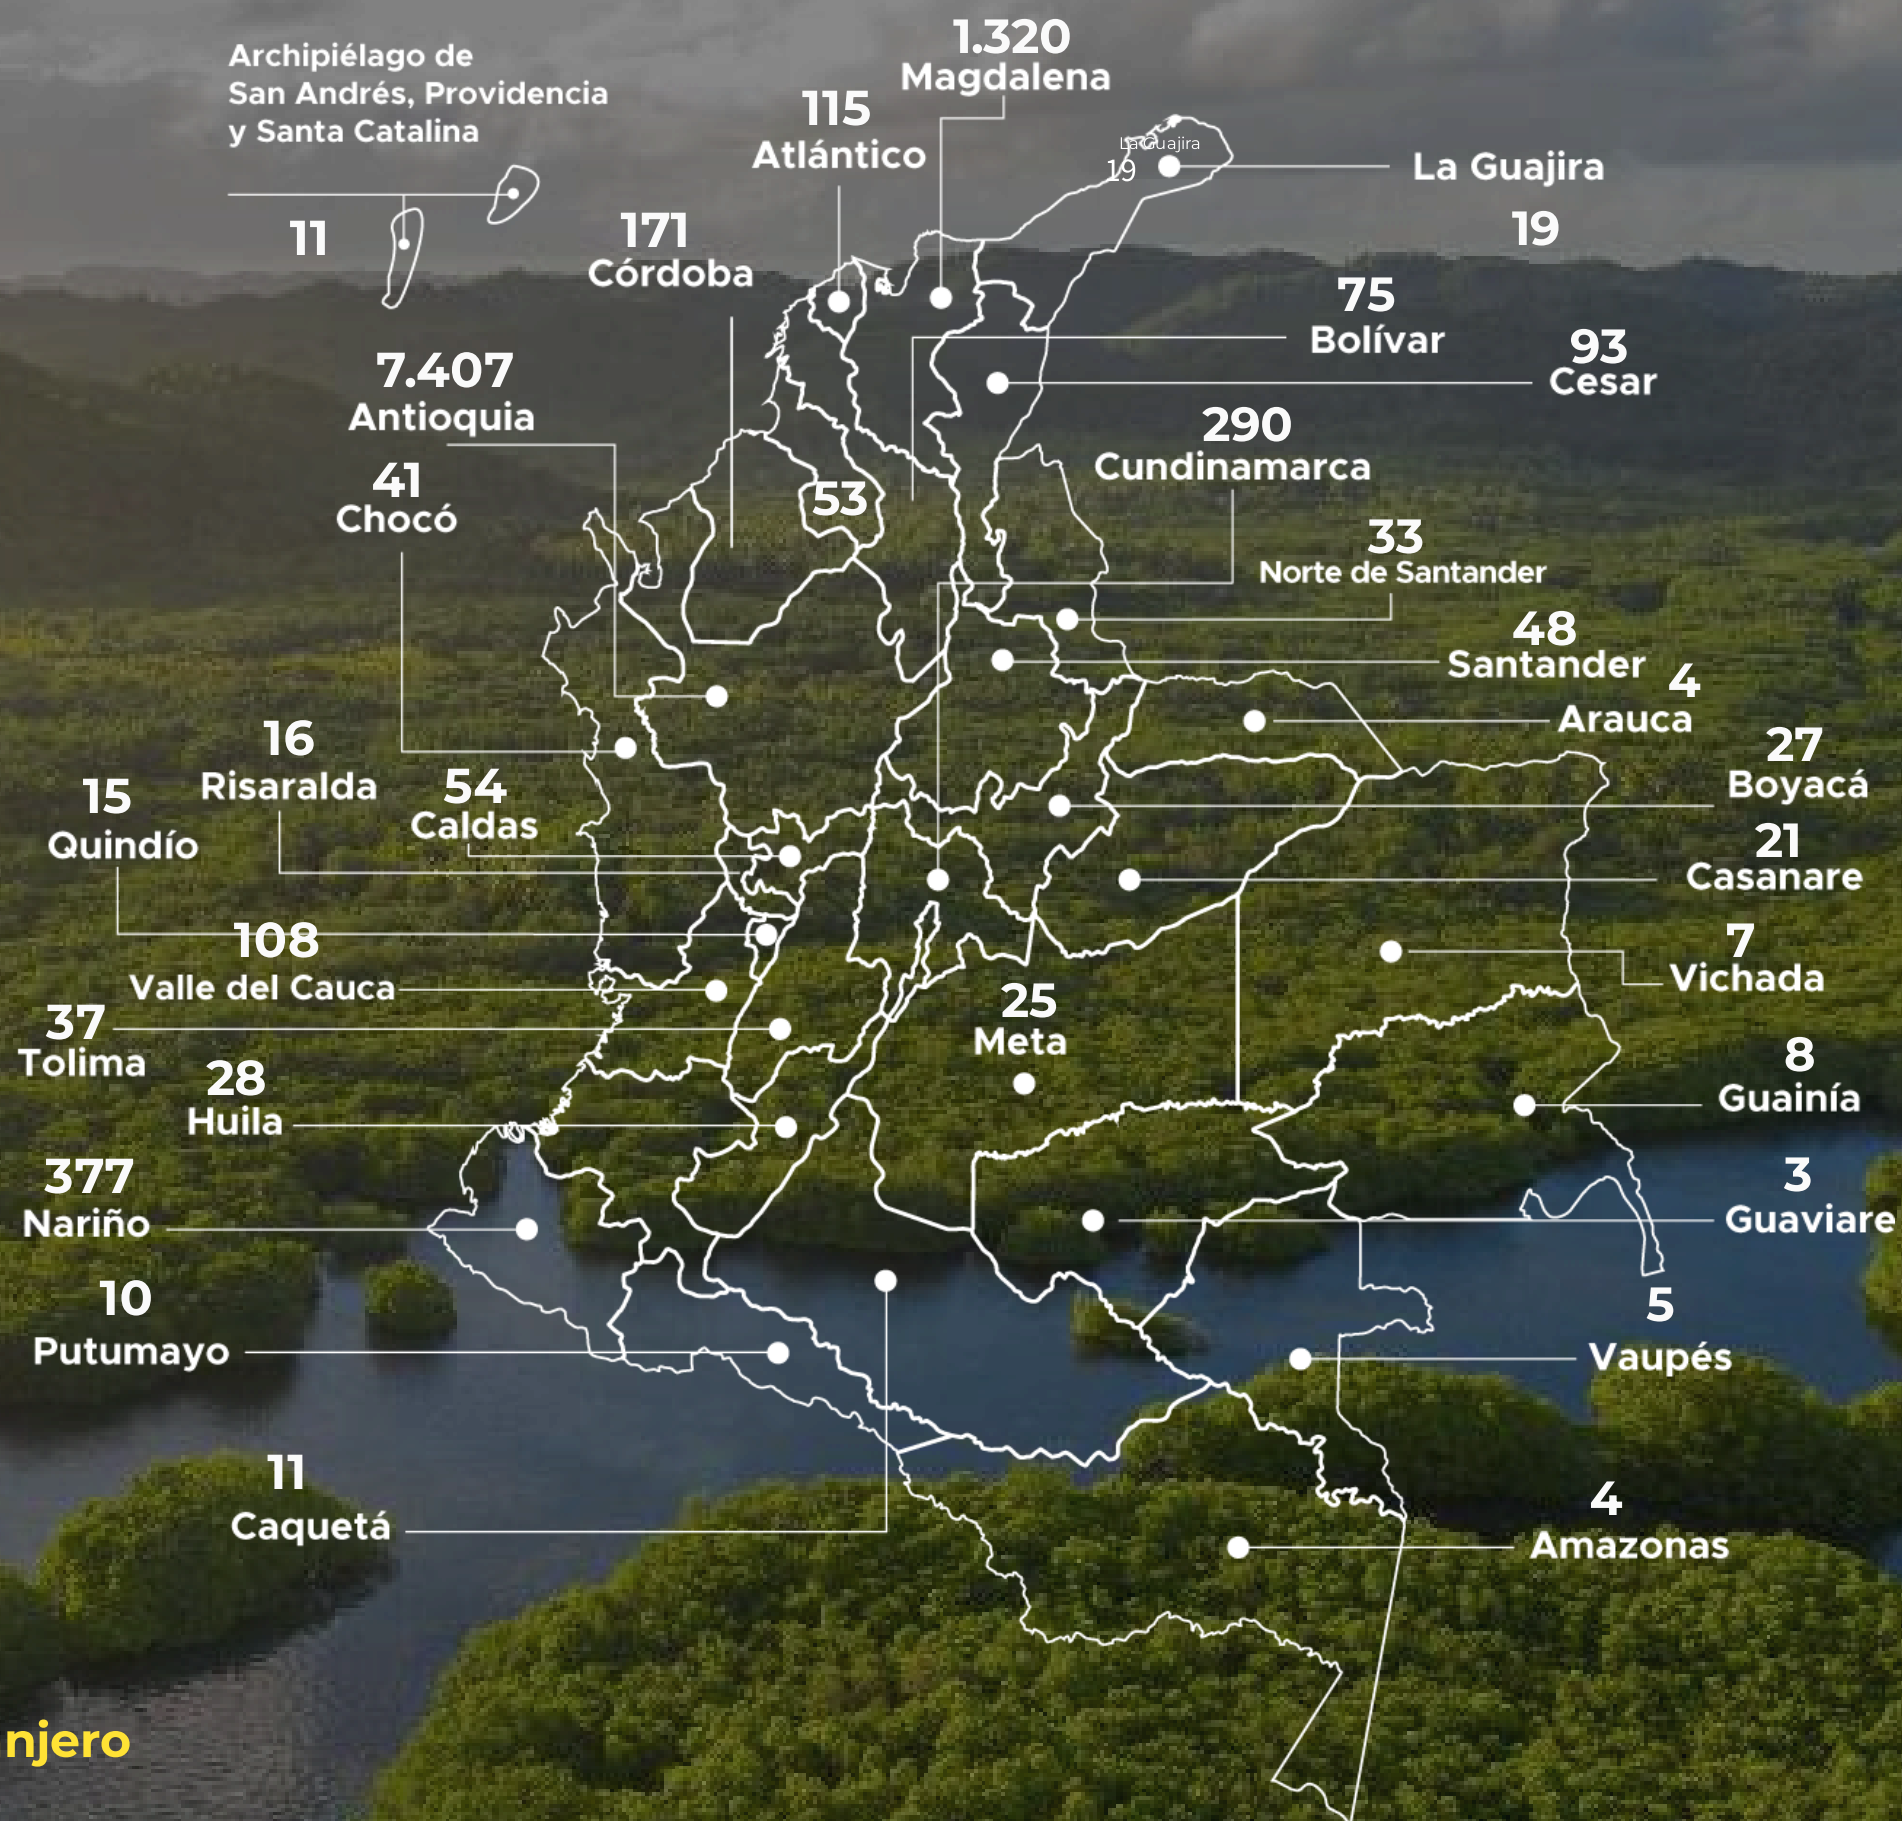 1.320
Magdalena
Archipiélago de
San Andrés, Providencia
y Santa Catalina
11
115
Atlántico
La Guajira
19
La Guajira
19
171
Córdoba
75
Bolívar
93
Cesar
7.407
Antioquia
290
Cundinamarca
41
Chocó
53
33
Norte de Santander
48
Santander
4
Arauca
16
Risaralda
27
Boyacá
15
Quindío
54
Caldas
21
Casanare
108
Valle del Cauca
7
Vichada
37
Tolima
25
Meta
28
Huila
8
Guainía
377
Nariño
3
Guaviare
10
Putumayo
5
Vaupés
11
Caquetá
4
Amazonas
njero